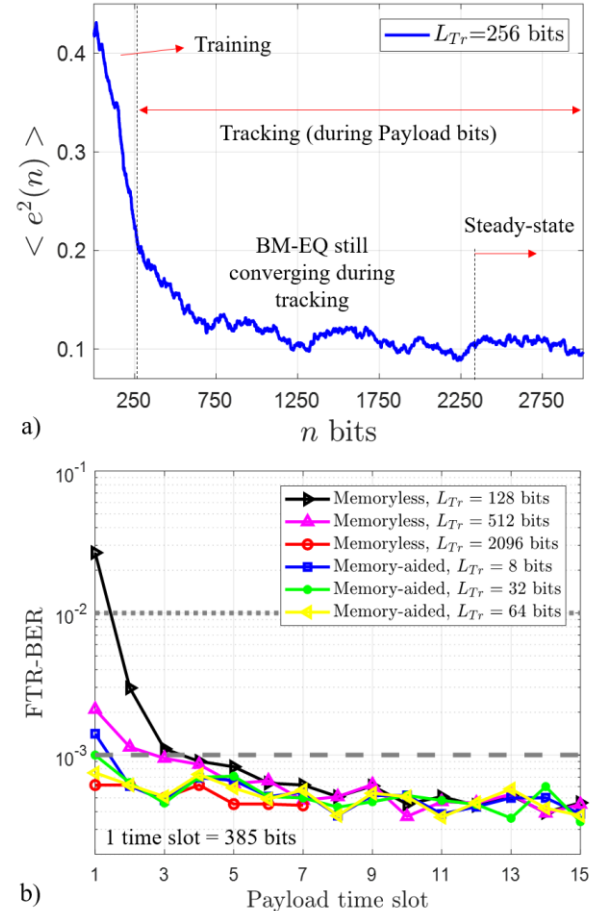 L_Tr=256 bits
Training
Tracking (during Payload bits)
Steady-state
BM-EQ still
converging during
tracking
< e²(n) >
0.4
0.3
0.2
0.1
250 750 1250 1750 2250 2750
n bits
a)
Memoryless, L_Tr = 128 bits
Memoryless, L_Tr = 512 bits
Memoryless, L_Tr = 2096 bits
Memory-aided, L_Tr = 8 bits
Memory-aided, L_Tr = 32 bits
Memory-aided, L_Tr = 64 bits
FTR-BER
10⁻¹
10⁻²
10⁻³
1 time slot = 385 bits
1 3 5 7 9 11 13 15
Payload time slot
b)